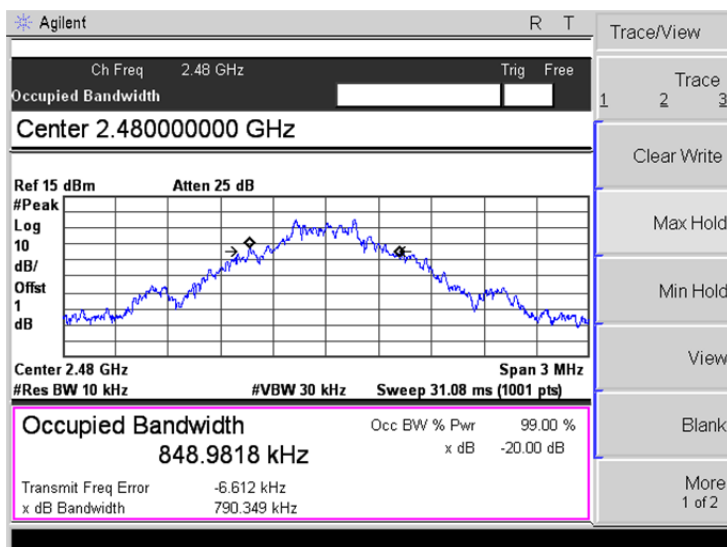 Agilent R T
Ch Freq 2.48 GHz Trig Free
Occupied Bandwidth
Center 2.480000000 GHz
Ref 15 dBm Atten 25 dB
#Peak
Log
10
dB/
Offst
1
dB
Center 2.48 GHz Span 3 MHz
#Res BW 10 kHz #VBW 30 kHz Sweep 31.08 ms (1001 pts)
Occupied Bandwidth Occ BW % Pwr 99.00 %
848.9818 kHz x dB -20.00 dB
Transmit Freq Error -6.612 kHz
x dB Bandwidth 790.349 kHz
Trace/View
Trace
1 2 3
Clear Write
Max Hold
Min Hold
View
Blank
More
1 of 2